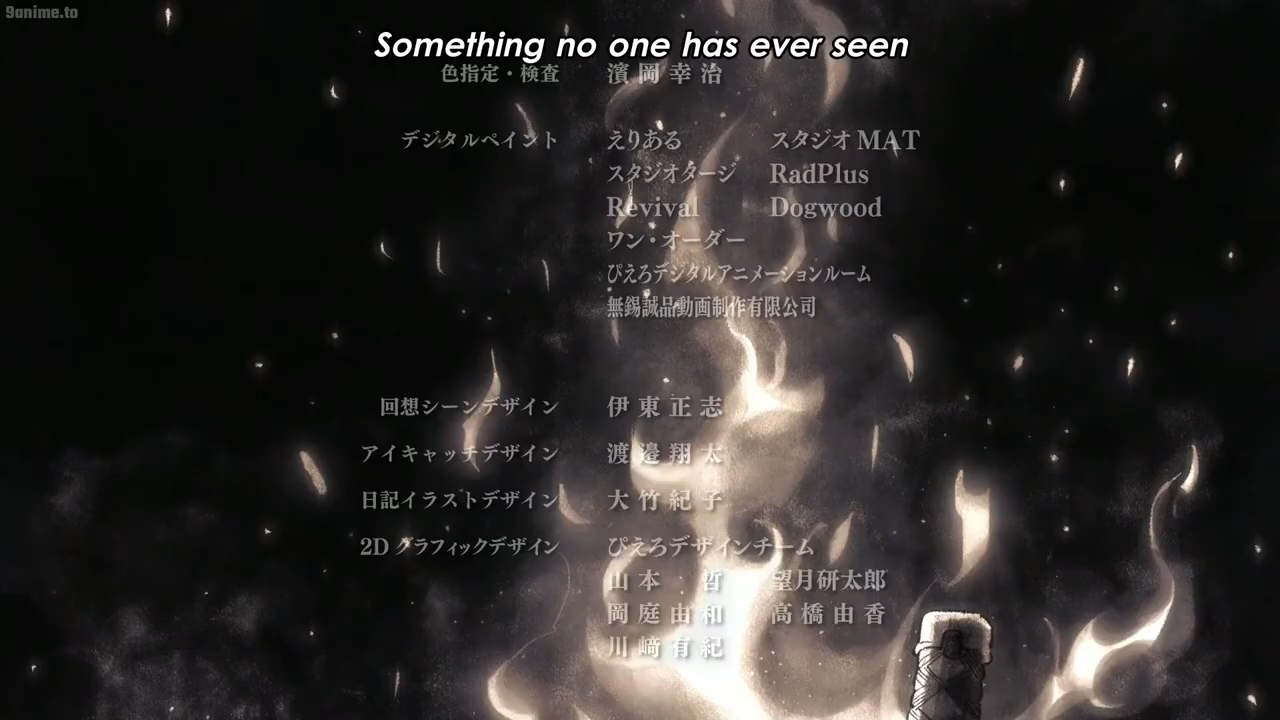 9anime.to
Something no one has ever seen
色指定・検査 濱岡幸治
デジタルペイント えりある スタジオMAT
スタジオタージ RadPlus
Revival Dogwood
ワン・オーダー
ぴえろデジタルアニメーションルーム
無錫誠品動画制作有限公司
回想シーンデザイン 伊東正志
アイキャッチデザイン 渡邉翔太
日記イラストデザイン 大竹紀子
2Dグラフィックデザイン ぴえろデザインチーム
山本 哲 望月研太郎
岡庭由和 高橋由香
川﨑有紀